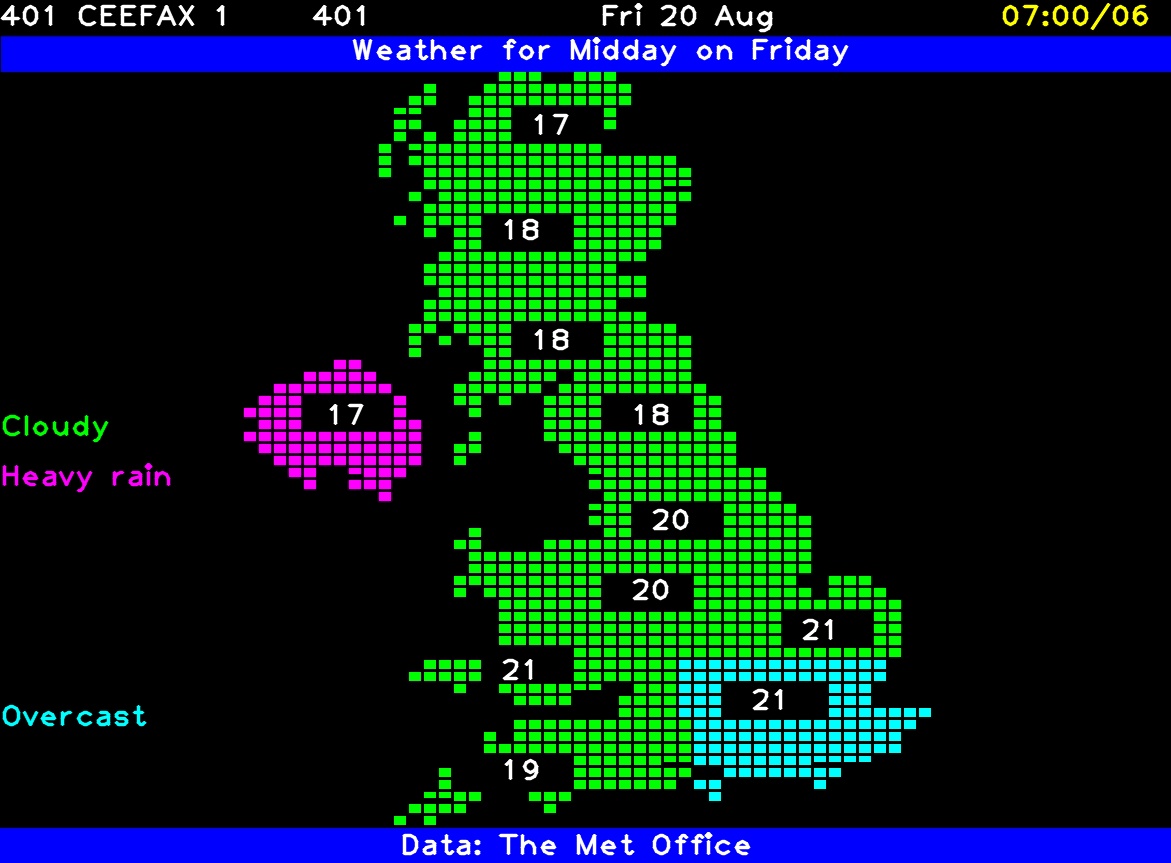 401 CEEFAX 1 401 Fri 20 Aug 07:00/06
Weather for Midday on Friday
17
18
18
17 18
Cloudy
Heavy rain
20
20
21
21
21
Overcast
19
Data: The Met Office